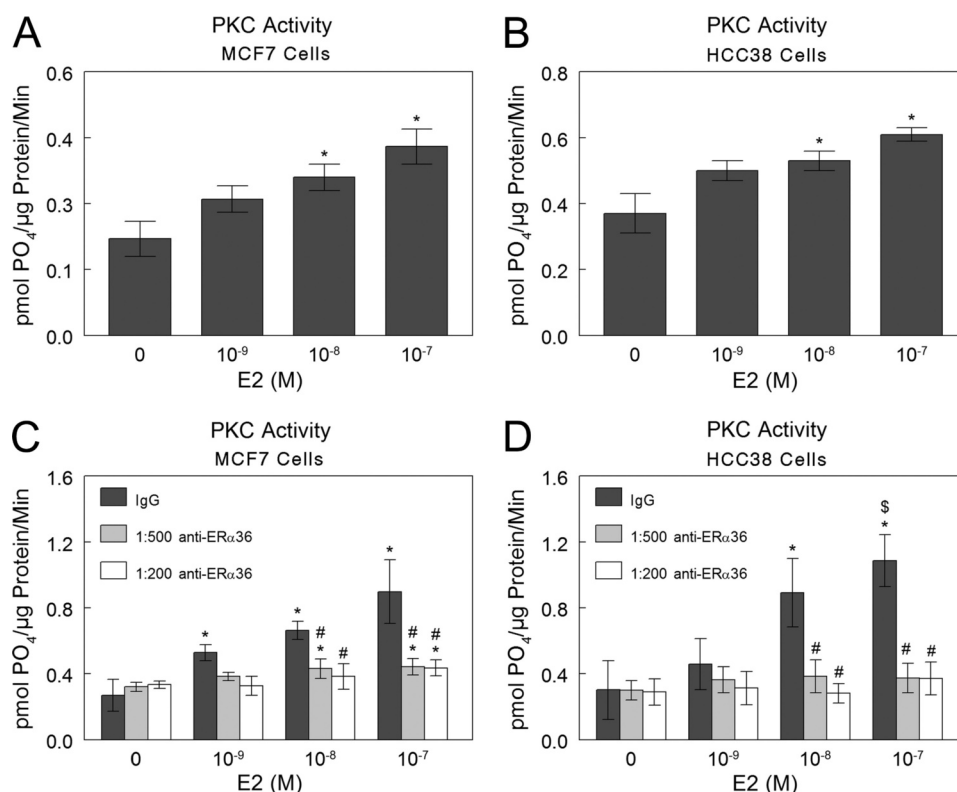 A
PKC Activity
MCF7 Cells
pmol PO₄/µg Protein/Min
0.6
0.4
0.3
0.1
0.0
*
*
0
10⁻⁹
10⁻⁸
10⁻⁷
E2 (M)
B
PKC Activity
HCC38 Cells
pmol PO₄/µg Protein/Min
0.8
0.6
0.4
0.2
0.0
*
*
0
10⁻⁹
10⁻⁸
10⁻⁷
E2 (M)
C
PKC Activity
MCF7 Cells
pmol PO₄/µg Protein/Min
1.6
1.2
0.8
0.4
0.0
IgG
1:500 anti-ERα36
1:200 anti-ERα36
*
*
#
*
#
*
#
*
#
*
0
10⁻⁹
10⁻⁸
10⁻⁷
E2 (M)
D
PKC Activity
HCC38 Cells
pmol PO₄/µg Protein/Min
1.6
1.2
0.8
0.4
0.0
IgG
1:500 anti-ERα36
1:200 anti-ERα36
*
#
#
$
*
#
#
0
10⁻⁹
10⁻⁸
10⁻⁷
E2 (M)